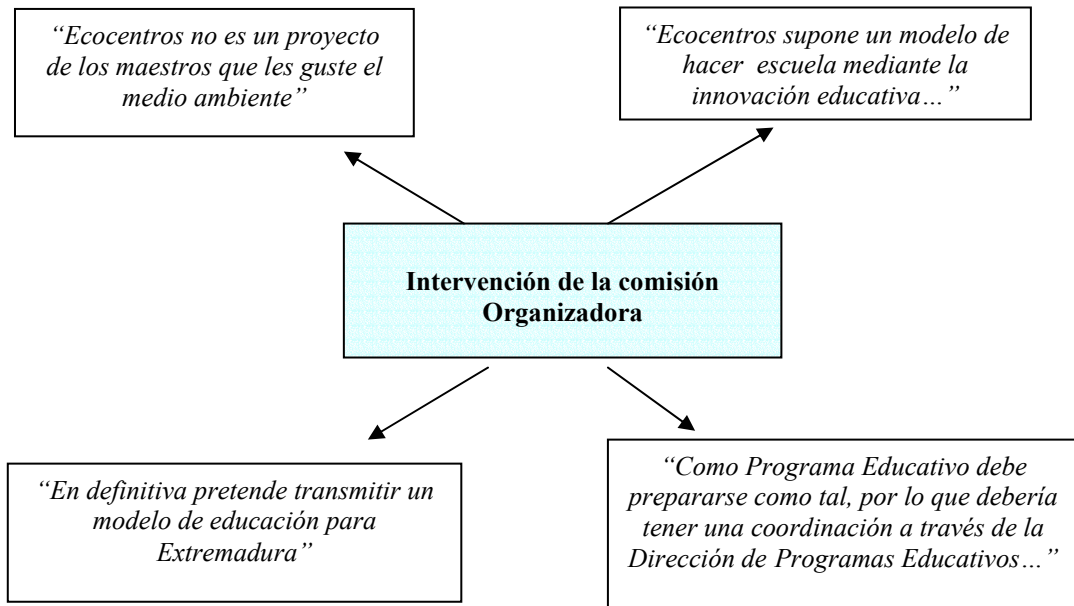 “Ecocentros no es un proyecto
de los maestros que les guste el
medio ambiente”
“Ecocentros supone un modelo de
hacer escuela mediante la
innovación educativa…”
Intervención de la comisión
Organizadora
“En definitiva pretende transmitir un
modelo de educación para
Extremadura”
“Como Programa Educativo debe
prepararse como tal, por lo que debería
tener una coordinación a través de la
Dirección de Programas Educativos…”